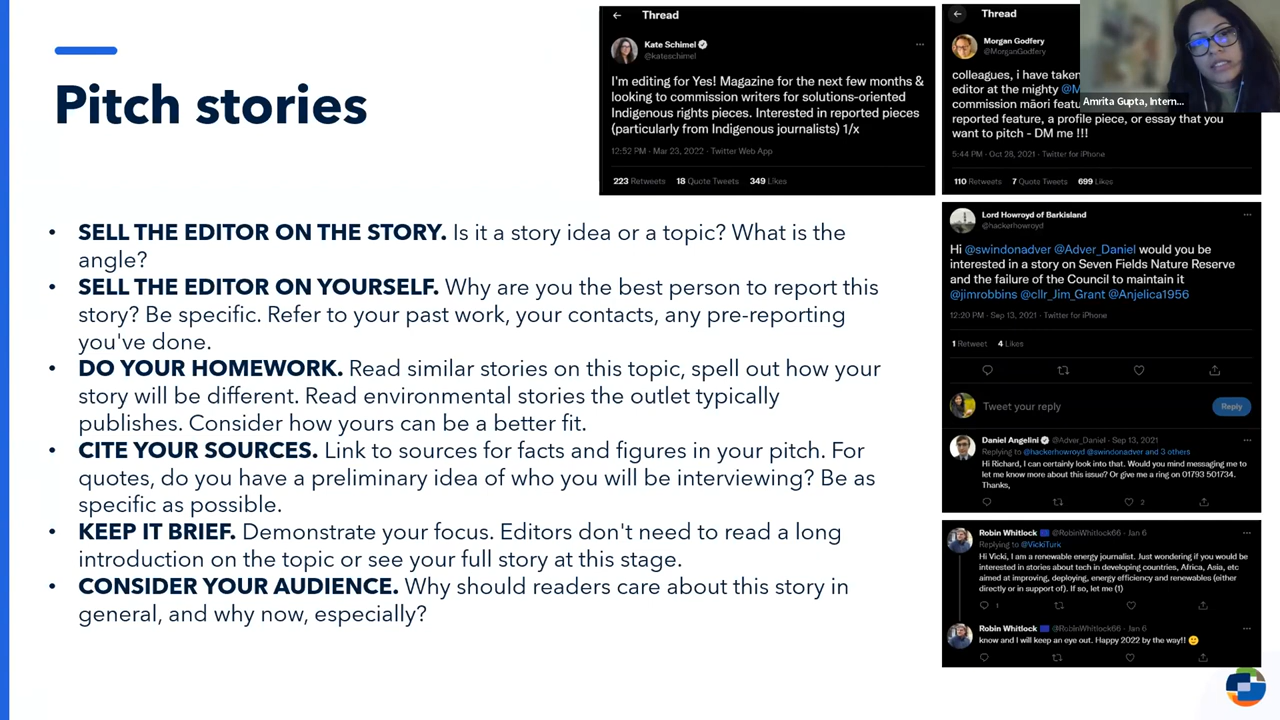 Pitch stories
• SELL THE EDITOR ON THE STORY. Is it a story idea or a topic? What is the
angle?
• SELL THE EDITOR ON YOURSELF. Why are you the best person to report this
story? Be specific. Refer to your past work, your contacts, any pre-reporting
you've done.
• DO YOUR HOMEWORK. Read similar stories on this topic, spell out how your
story will be different. Read environmental stories the outlet typically
publishes. Consider how yours can be a better fit.
• CITE YOUR SOURCES. Link to sources for facts and figures in your pitch. For
quotes, do you have a preliminary idea of who you will be interviewing? Be as
specific as possible.
• KEEP IT BRIEF. Demonstrate your focus. Editors don't need to read a long
introduction on the topic or see your full story at this stage.
• CONSIDER YOUR AUDIENCE. Why should readers care about this story in
general, and why now, especially?
Thread
Kate Schimel
@kateschimel
I'm editing for Yes! Magazine for the next few months &
looking to commission writers for solutions-oriented
Indigenous rights pieces. Interested in reported pieces
(particularly from Indigenous journalists) 1/x
12:52 PM · Mar 23, 2022 · Twitter Web App
223 Retweets 18 Quote Tweets 349 Likes
Thread
Morgan Godfery
@MorganGodfery
colleagues, i have taken
editor at the mighty @M
commission māori featu
reported feature, a profile piece, or essay that you
want to pitch - DM me !!!
5:44 PM · Oct 28, 2021 · Twitter for iPhone
110 Retweets 7 Quote Tweets 699 Likes
Amrita Gupta, Intern...
Lord Howroyd of Barkisland
@hackerhowroyd
Hi @swindonadver @Adver_Daniel would you be
interested in a story on Seven Fields Nature Reserve
and the failure of the Council to maintain it
@jimrobbins @cllr_Jim_Grant @Anjelica1956
12:20 PM · Sep 13, 2021 · Twitter for iPhone
1 Retweet 4 Likes
Tweet your reply
Reply
Daniel Angelini @Adver_Daniel · Sep 13, 2021
Replying to @hackerhowroyd @swindonadver and 3 others
Hi Richard, I can certainly look into that. Would you mind messaging me to
let me know more about this issue? Or give me a ring on 01793 501734.
Thanks,
2
Robin Whitlock @RobinWhitlock66 · Jan 6
Replying to @VickiTurk
Hi Vicki, I am a renewable energy journalist. Just wondering if you would be
interested in stories about tech in developing countries, Africa, Asia, etc
aimed at improving, deploying, energy efficiency and renewables (either
directly or in support of). If so, let me (1)
1
Robin Whitlock @RobinWhitlock66 · Jan 6
know and I will keep an eye out. Happy 2022 by the way!! 🙂